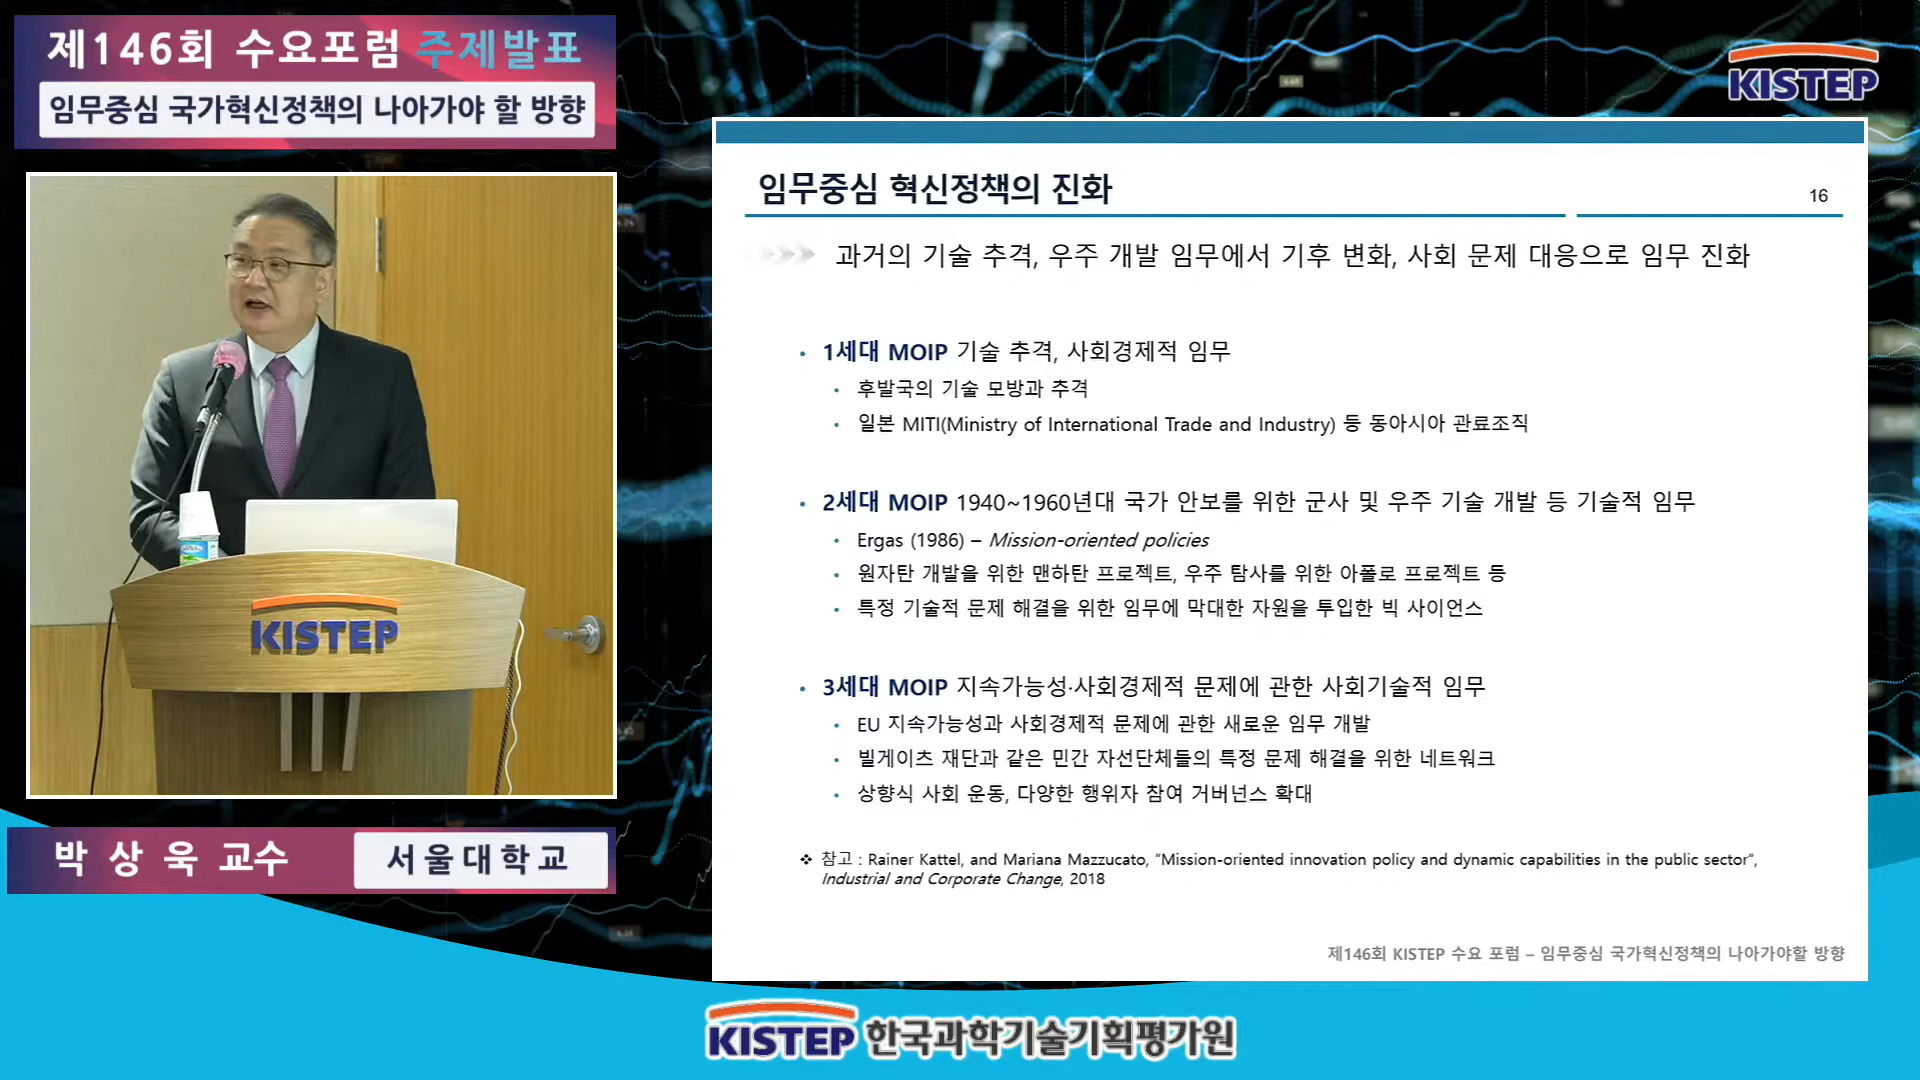 제146회 수요포럼 주제발표
임무중심 국가혁신정책의 나아가야 할 방향
KISTEP
KISTEP
박 상 욱 교수
서울대학교
임무중심 혁신정책의 진화
16
과거의 기술 추격, 우주 개발 임무에서 기후 변화, 사회 문제 대응으로 임무 진화
• 1세대 MOIP 기술 추격, 사회경제적 임무
• 후발국의 기술 모방과 추격
• 일본 MITI(Ministry of International Trade and Industry) 등 동아시아 관료조직
• 2세대 MOIP 1940~1960년대 국가 안보를 위한 군사 및 우주 기술 개발 등 기술적 임무
• Ergas (1986) – Mission-oriented policies
• 원자탄 개발을 위한 맨하탄 프로젝트, 우주 탐사를 위한 아폴로 프로젝트 등
• 특정 기술적 문제 해결을 위한 임무에 막대한 자원을 투입한 빅 사이언스
• 3세대 MOIP 지속가능성·사회경제적 문제에 관한 사회기술적 임무
• EU 지속가능성과 사회경제적 문제에 관한 새로운 임무 개발
• 빌게이츠 재단과 같은 민간 자선단체들의 특정 문제 해결을 위한 네트워크
• 상향식 사회 운동, 다양한 행위자 참여 거버넌스 확대
❖ 참고 : Rainer Kattel, and Mariana Mazzucato, "Mission-oriented innovation policy and dynamic capabilities in the public sector",
Industrial and Corporate Change, 2018
제146회 KISTEP 수요 포럼 – 임무중심 국가혁신정책의 나아가야할 방향
KISTEP 한국과학기술기획평가원